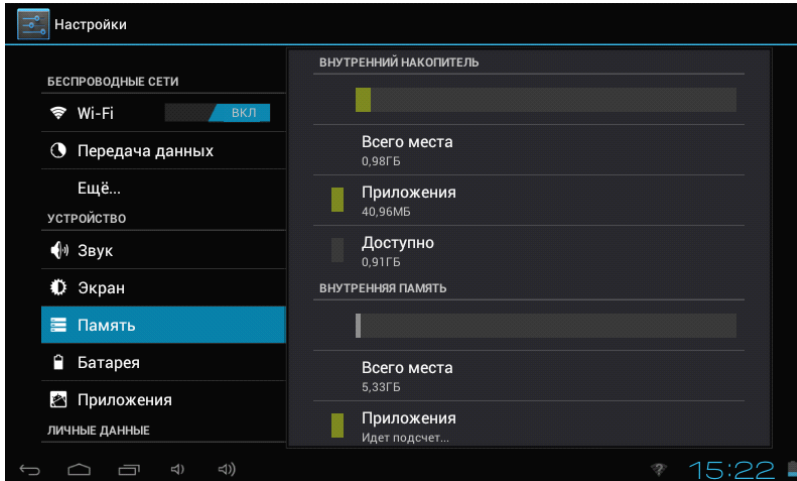 Настройки
БЕСПРОВОДНЫЕ СЕТИ
Wi-Fi ВКЛ
Передача данных
Ещё...
УСТРОЙСТВО
Звук
Экран
Память
Батарея
Приложения
ЛИЧНЫЕ ДАННЫЕ
ВНУТРЕННИЙ НАКОПИТЕЛЬ
Всего места
0,98ГБ
Приложения
40,96МБ
Доступно
0,91ГБ
ВНУТРЕННЯЯ ПАМЯТЬ
Всего места
5,33ГБ
Приложения
Идет подсчет...
15:22